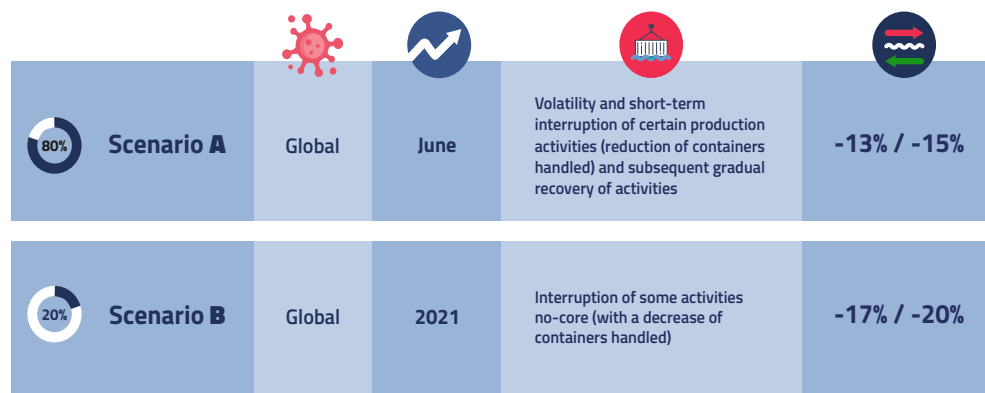 80%
Scenario A
Global
June
Volatility and short-term
interruption of certain production
activities (reduction of containers
handled) and subsequent gradual
recovery of activities
-13% / -15%
20%
Scenario B
Global
2021
Interruption of some activities
no-core (with a decrease of
containers handled)
-17% / -20%